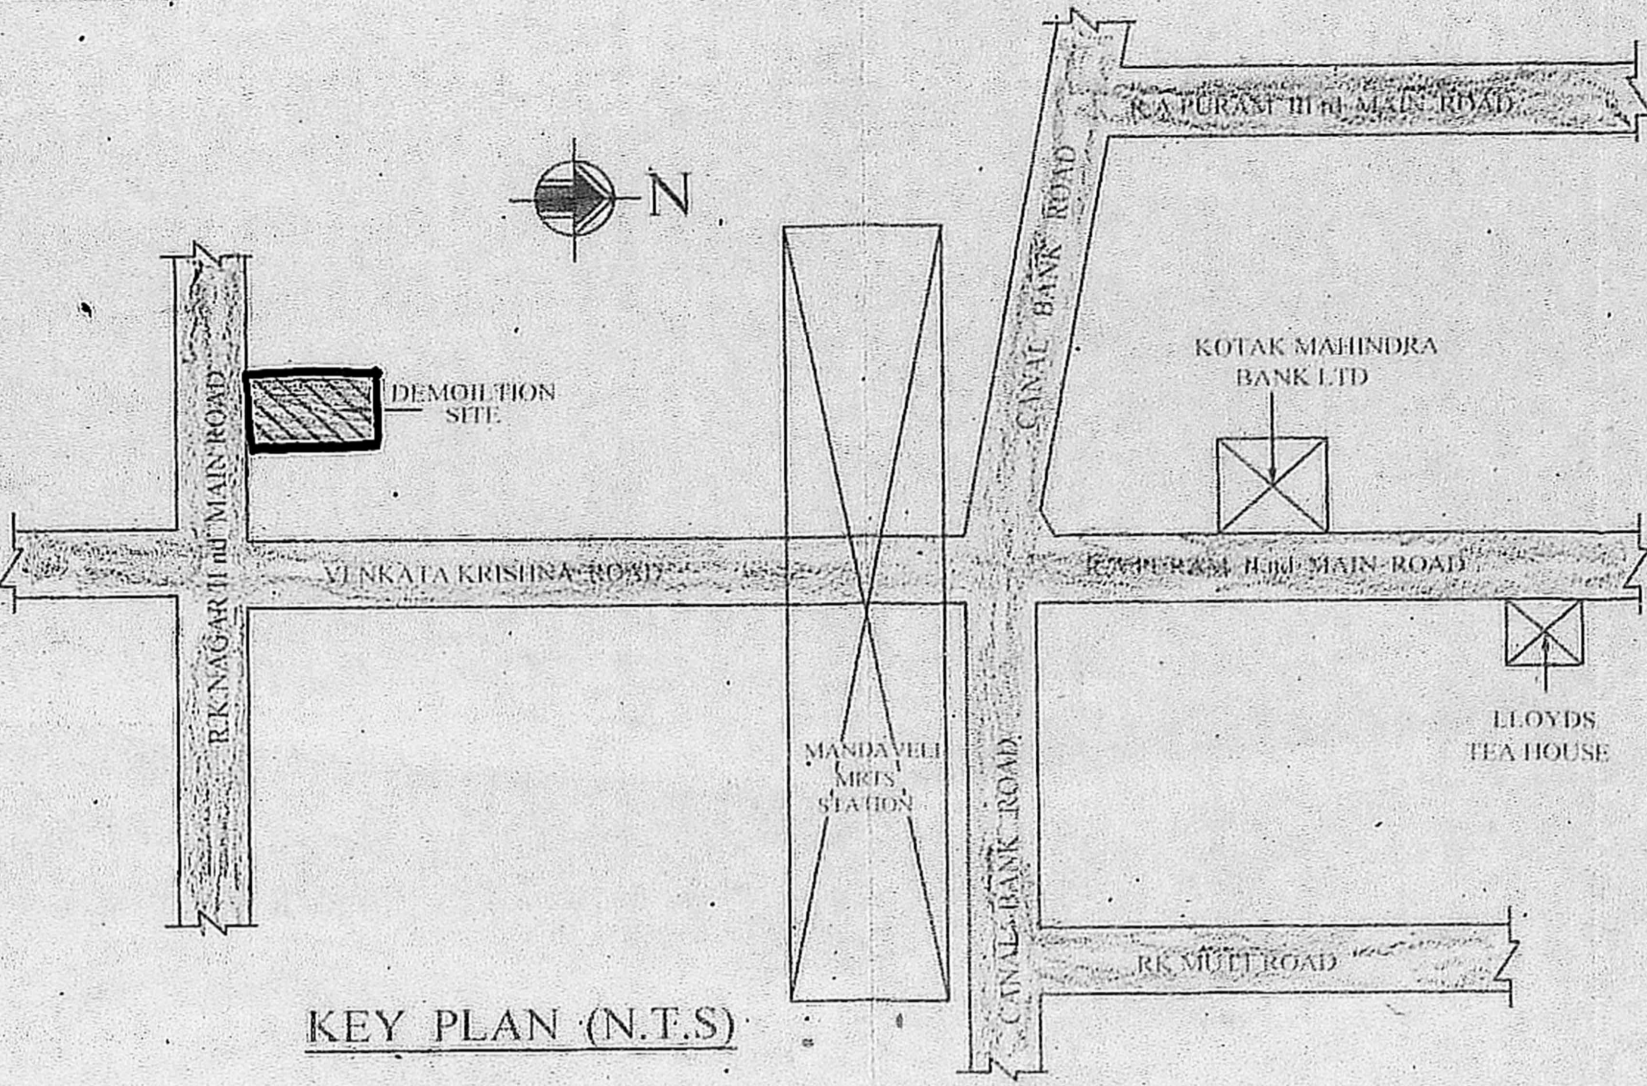 R.A PURAM III rd MAIN ROAD
N
CANAL BANK ROAD
KOTAK MAHINDRA
BANK LTD
DEMOILTION
SITE
R.K.NAGAR II nd MAIN ROAD
VENKATA KRISHNA ROAD
R.A PURAM II nd MAIN ROAD
LLOYDS
TEA HOUSE
MANDAVELI
MRTS
STATION
CANAL BANK ROAD
RK MUTT ROAD
KEY PLAN (N.T.S)